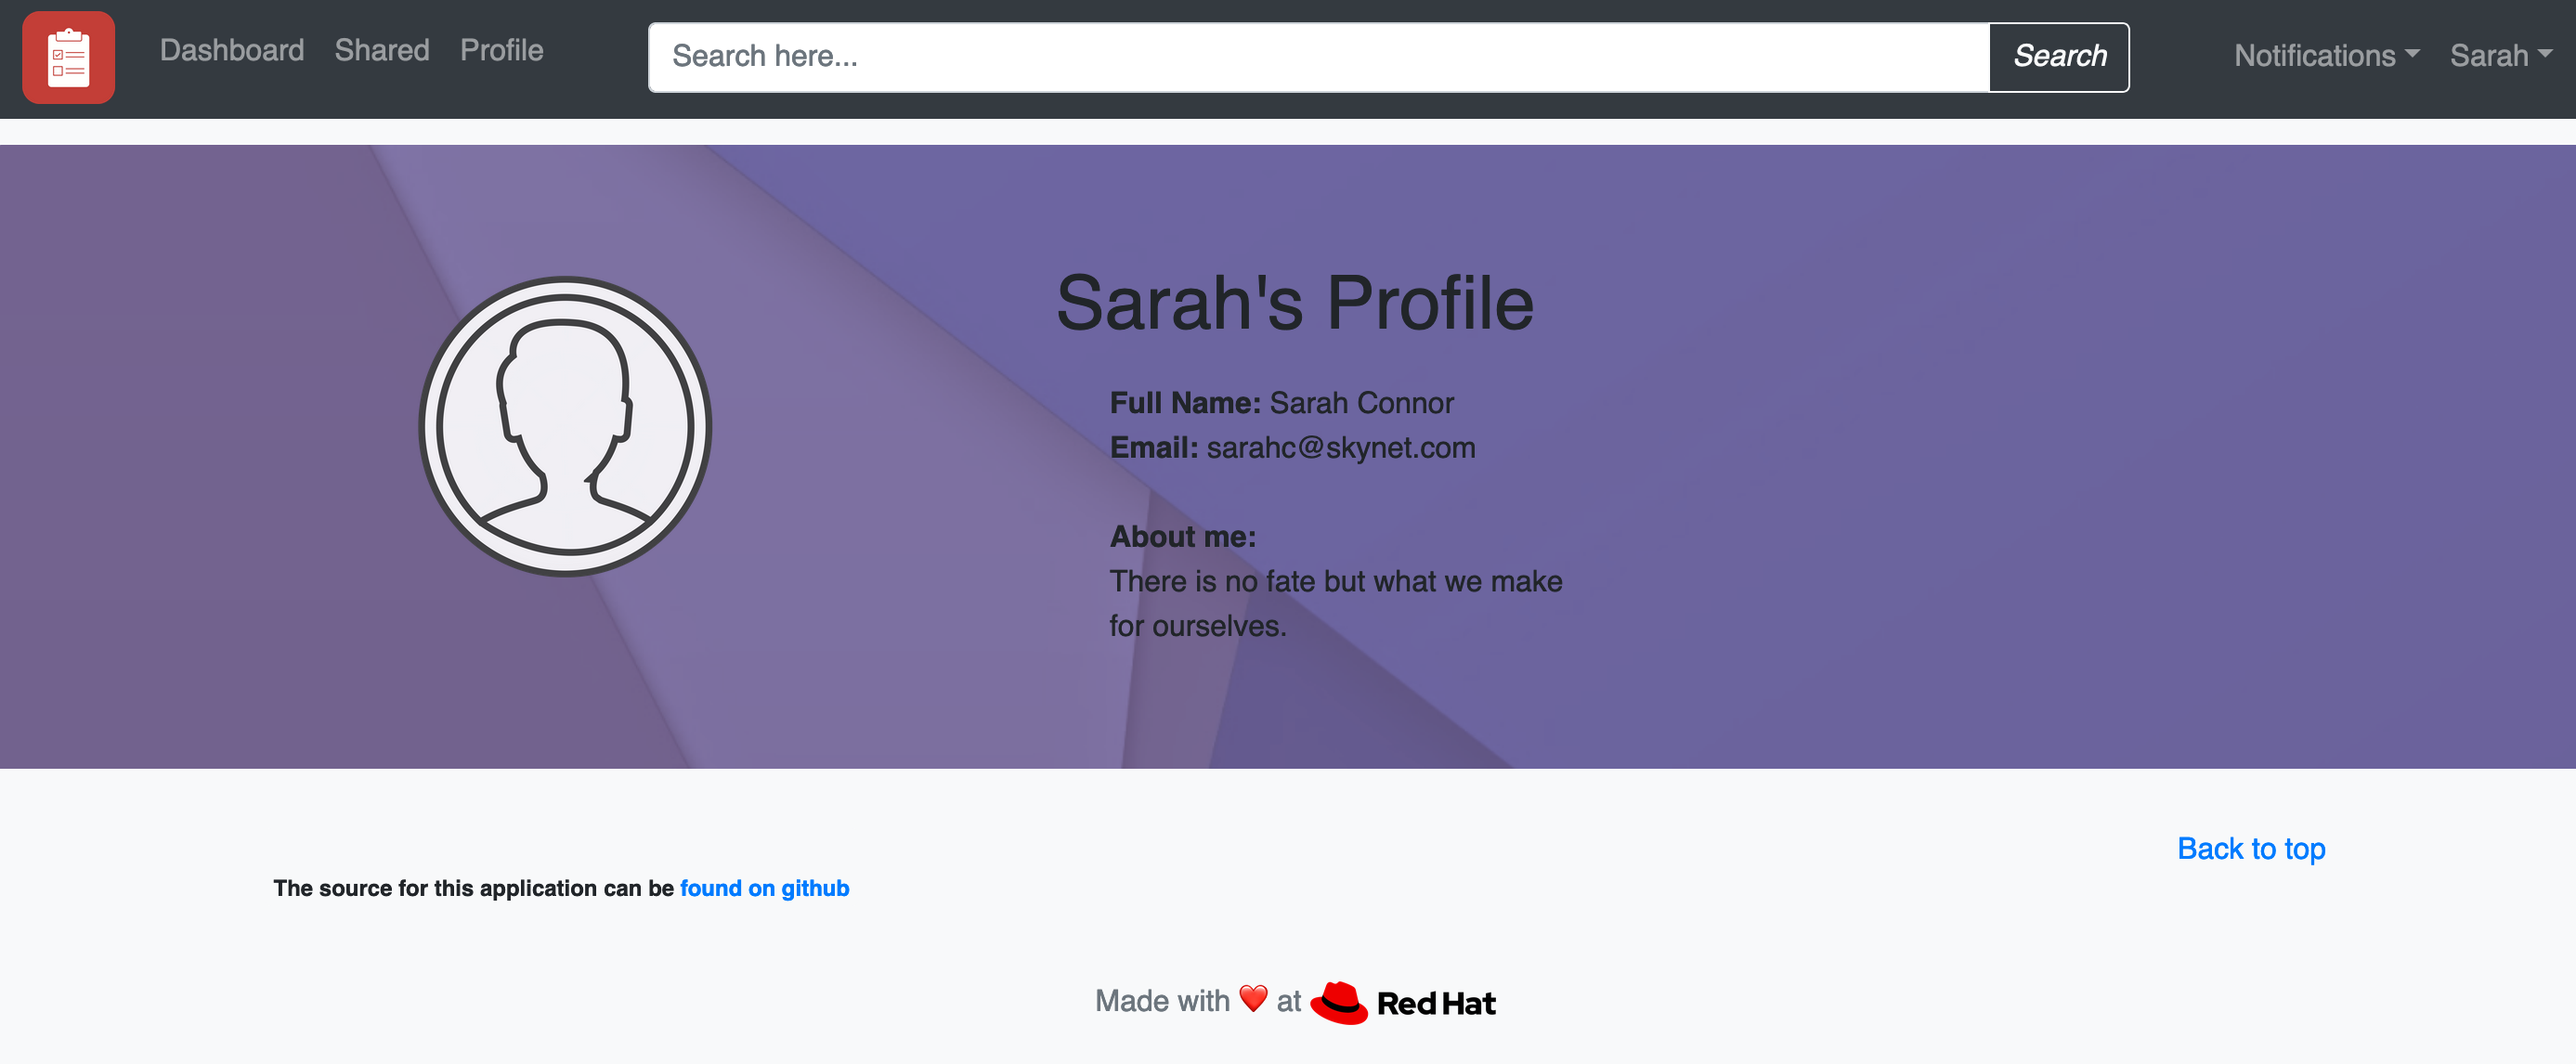 Dashboard Shared Profile Search here... Search Notifications Sarah
Sarah's Profile
Full Name: Sarah Connor
Email: sarahc@skynet.com
About me:
There is no fate but what we make
for ourselves.
Back to top
The source for this application can be found on github
Made with ❤️ at Red Hat